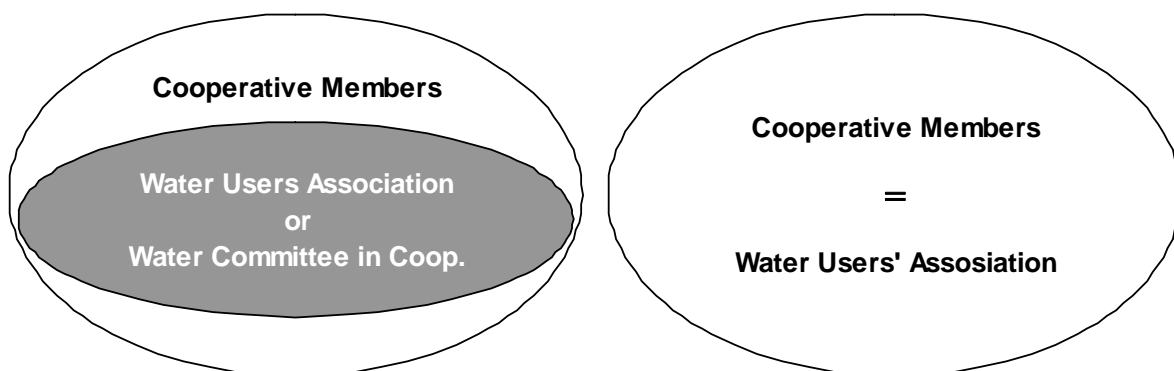 Cooperative Members
Water Users Association
or
Water Committee in Coop.
Cooperative Members
=
Water Users' Assosiation